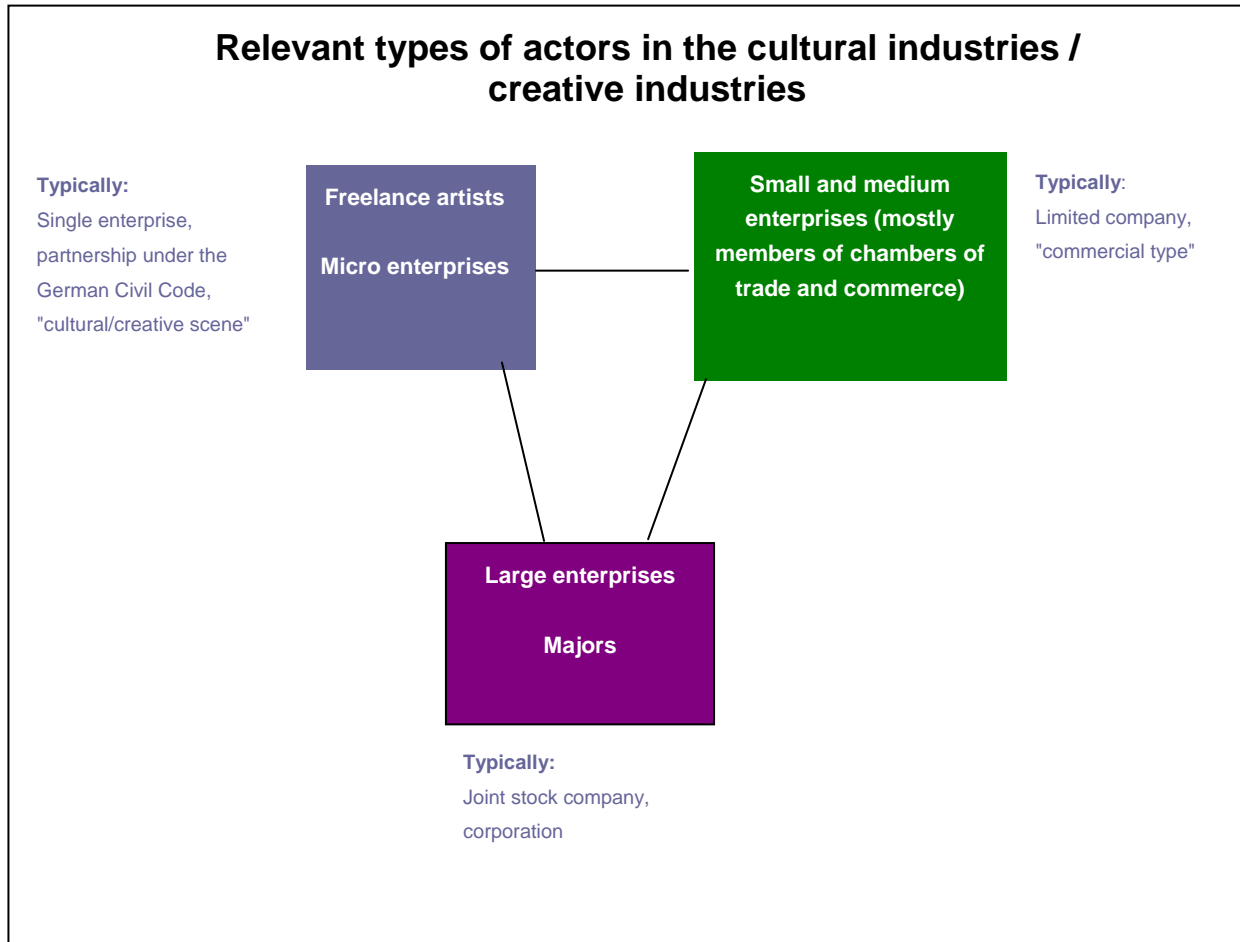 Relevant types of actors in the cultural industries /
creative industries
Typically:
Single enterprise,
partnership under the
German Civil Code,
"cultural/creative scene"
Freelance artists
Micro enterprises
Small and medium
enterprises (mostly
members of chambers of
trade and commerce)
Typically:
Limited company,
"commercial type"
Large enterprises
Majors
Typically:
Joint stock company,
corporation